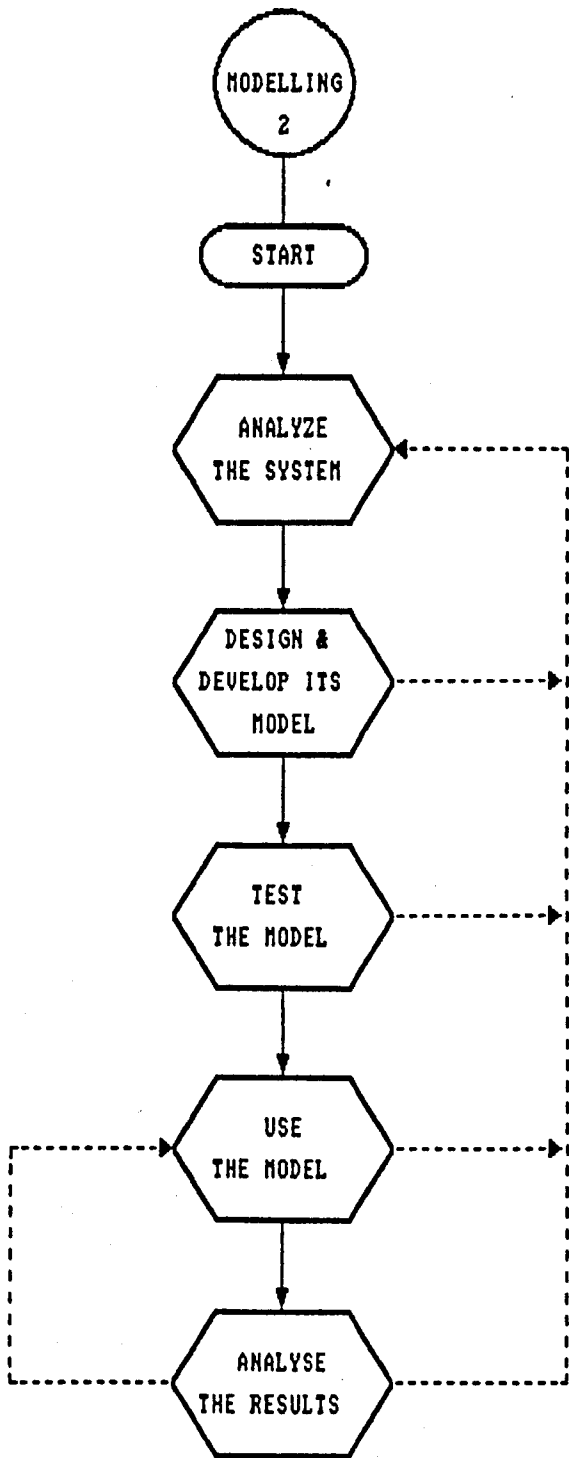 MODELLING
2
START
ANALYZE
THE SYSTEM
DESIGN &
DEVELOP ITS
MODEL
TEST
THE MODEL
USE
THE MODEL
ANALYSE
THE RESULTS